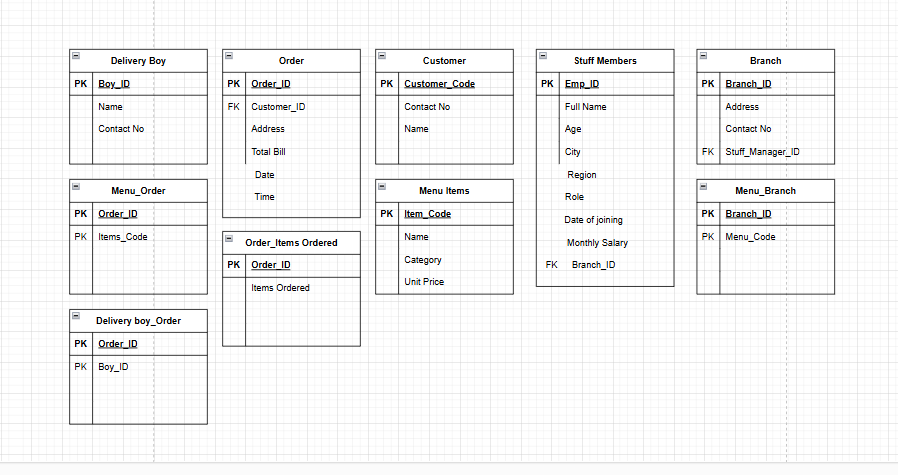 Delivery Boy
PK Boy_ID
Name
Contact No
Order
PK Order_ID
FK Customer_ID
Address
Total Bill
Date
Time
Customer
PK Customer_Code
Contact No
Name
Stuff Members
PK Emp_ID
Full Name
Age
City
Region
Role
Date of joining
Monthly Salary
FK Branch_ID
Branch
PK Branch_ID
Address
Contact No
FK Stuff_Manager_ID
Menu_Order
PK Order_ID
PK Items_Code
Order_Items Ordered
PK Order_ID
Items Ordered
Menu Items
PK Item_Code
Name
Category
Unit Price
Menu_Branch
PK Branch_ID
PK Menu_Code
Delivery boy_Order
PK Order_ID
PK Boy_ID